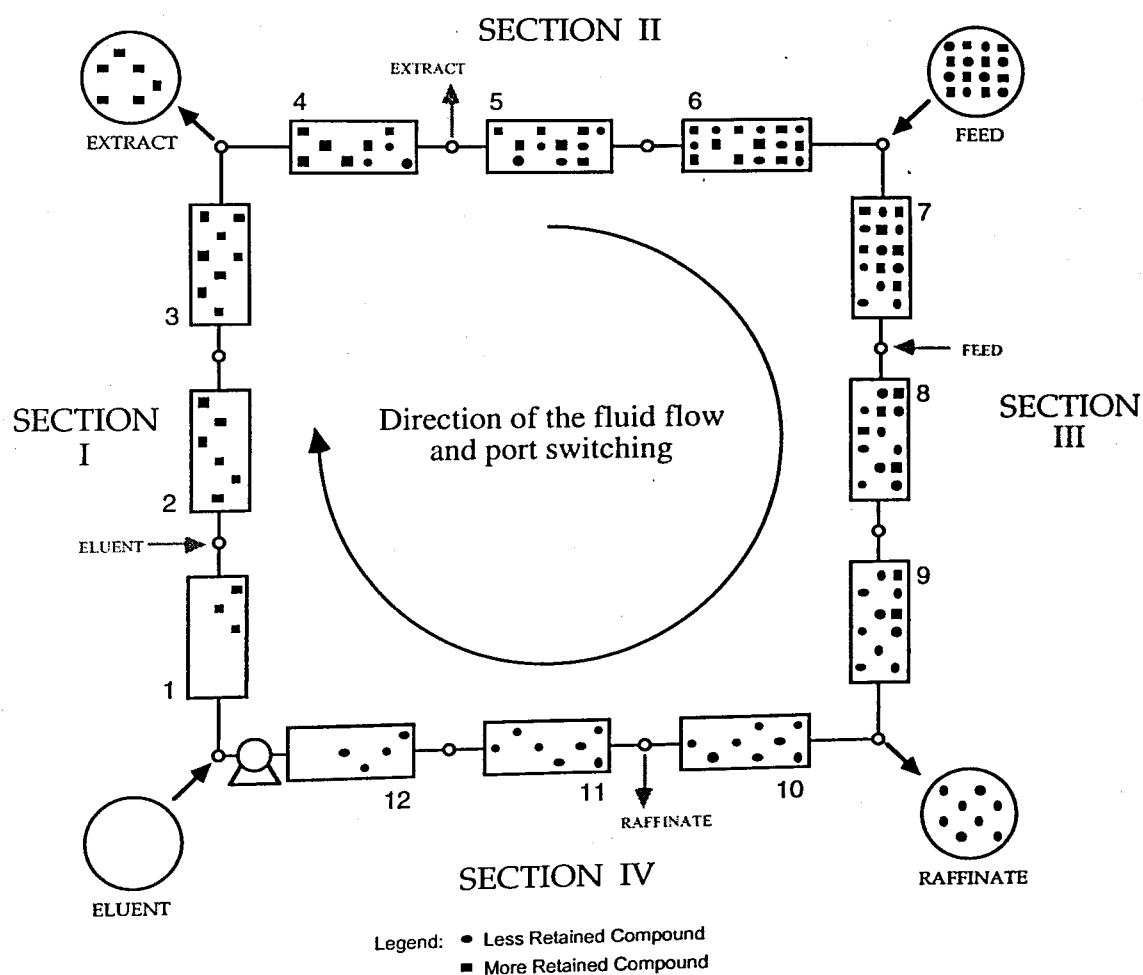 SECTION II
EXTRACT
4
5
6
EXTRACT
FEED
7
3
FEED
8
SECTION
I
Direction of the fluid flow
and port switching
SECTION
III
2
ELUENT
9
1
12
11
10
RAFFINATE
SECTION IV
ELUENT
RAFFINATE
Legend: ● Less Retained Compound
■ More Retained Compound